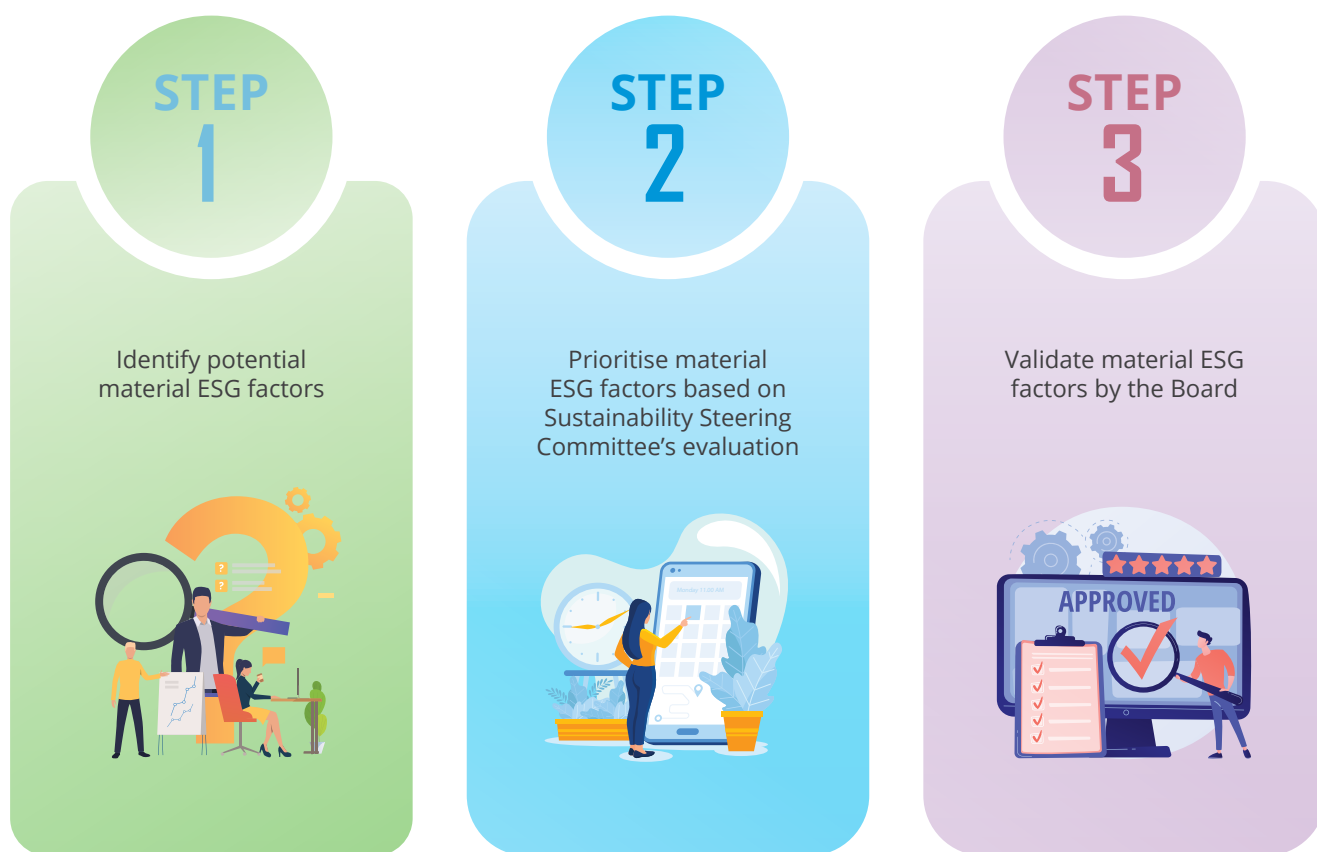 STEP
1
Identify potential
material ESG factors
?
?
STEP
2
Prioritise material
ESG factors based on
Sustainability Steering
Committee’s evaluation
STEP
3
Validate material ESG
factors by the Board
APPROVED